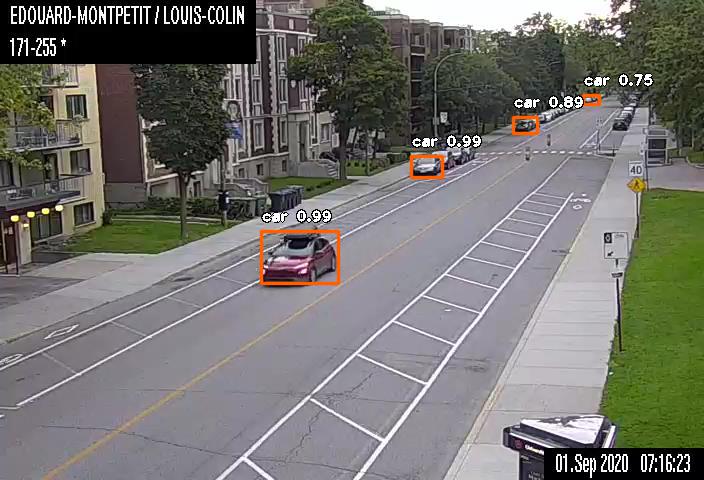 EDOUARD-MONTPETIT / LOUIS-COLIN
171-255 *
car 0.75
car 0.89
car 0.99
car 0.99
40
01.Sep 2020 07:16:23